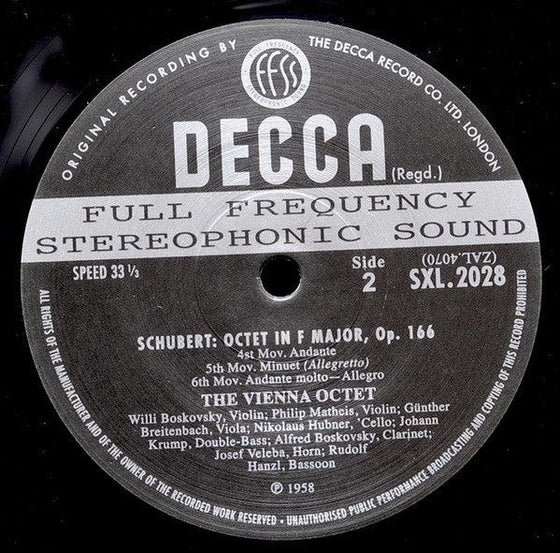 ORIGINAL RECORDING BY
THE DECCA RECORD CO. LTD. LONDON
FULL FREQUENCY
FFSS
STEREOPHONIC SOUND
DECCA
(Regd.)
FULL FREQUENCY
STEREOPHONIC SOUND
SPEED 33 ⅓
Side
2
(ZAL.4070)
SXL.2028
SCHUBERT: OCTET IN F MAJOR, Op. 166
4st Mov. Andante
5th Mov. Minuet (Allegretto)
6th Mov. Andante molto—Allegro
THE VIENNA OCTET
Willi Boskovsky, Violin; Philip Matheis, Violin; Günther
Breitenbach, Viola; Nikolaus Hubner, 'Cello; Johann
Krump, Double-Bass; Alfred Boskovsky, Clarinet;
Josef Veleba, Horn; Rudolf
Hanzl, Bassoon
℗ 1958
ALL RIGHTS OF THE MANUFACTURER AND OF THE OWNER OF THE RECORDED WORK RESERVED • UNAUTHORISED PUBLIC PERFORMANCE BROADCASTING AND COPYING OF THIS RECORD PROHIBITED